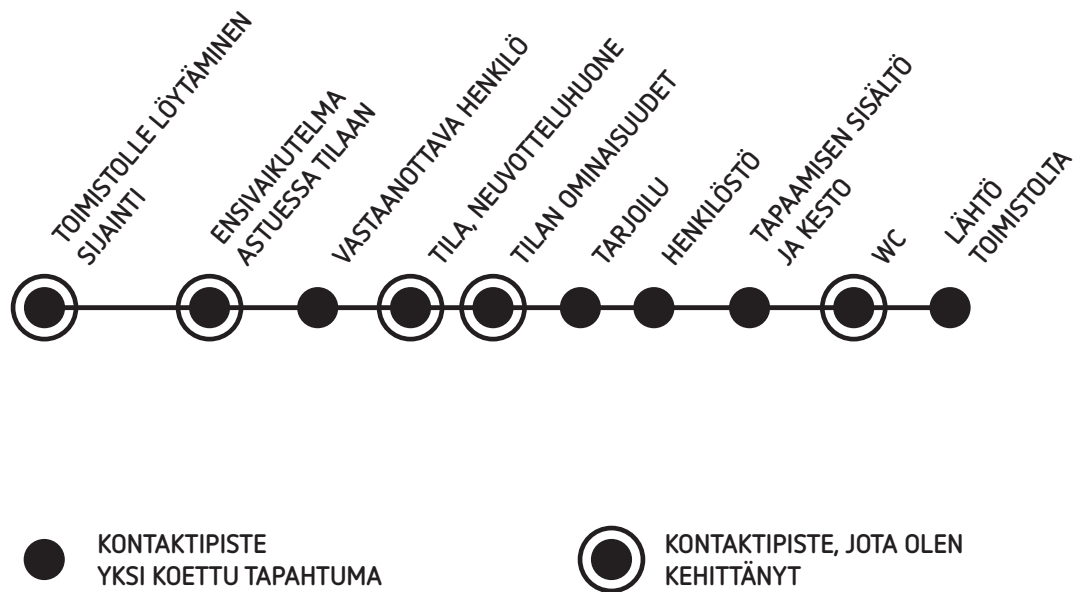 TOIMISTOLLE LÖYTÄMINEN
SIJAINTI
ENSIVAIKUTELMA
ASTUESSA TILAAN
VASTAANOTTAVA HENKILÖ
TILA, NEUVOTTELUHUONE
TILAN OMINAISUUDET
TARJOILU
HENKILÖSTÖ
TAPAAMISEN SISÄLTÖ
JA KESTO
WC
LÄHTÖ
TOIMISTOLTA
KONTAKTIPISTE
YKSI KOETTU TAPAHTUMA
KONTAKTIPISTE, JOTA OLEN
KEHITTÄNYT